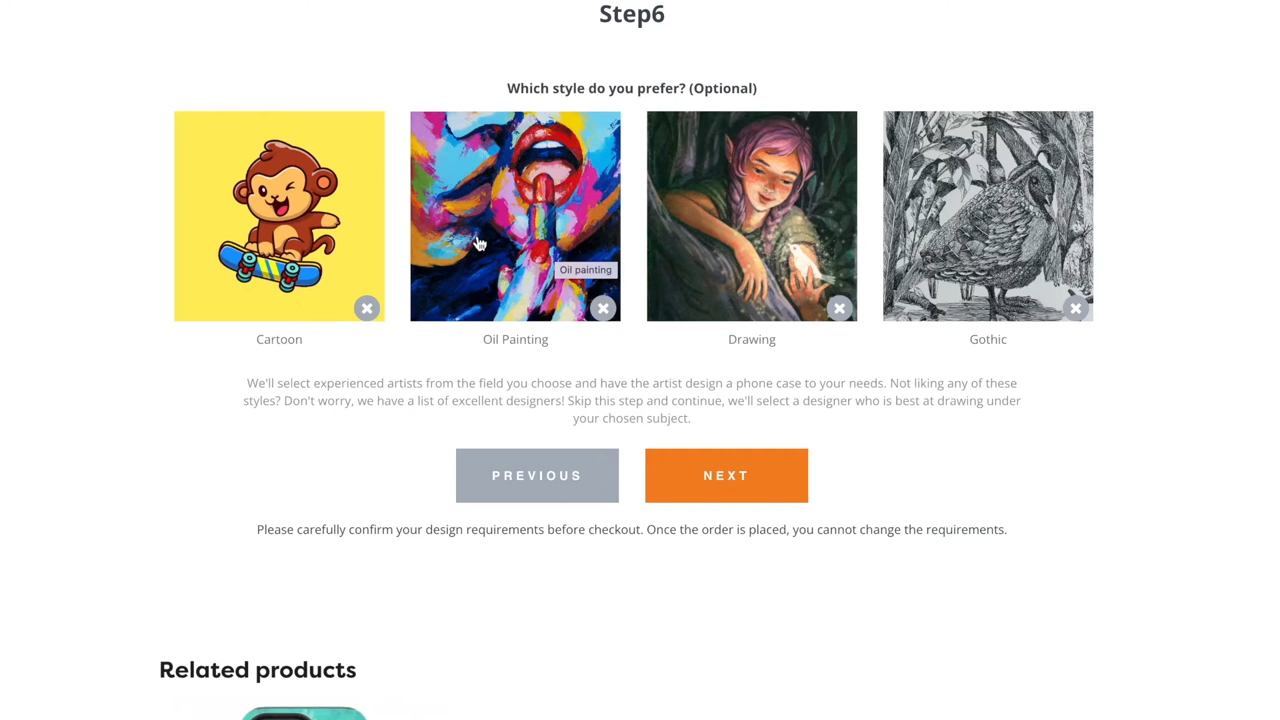 Step6
Which style do you prefer? (Optional)
Oil painting
Cartoon
Oil Painting
Drawing
Gothic
We'll select experienced artists from the field you choose and have the artist design a phone case to your needs. Not liking any of these
styles? Don't worry, we have a list of excellent designers! Skip this step and continue, we'll select a designer who is best at drawing under
your chosen subject.
PREVIOUS
NEXT
Please carefully confirm your design requirements before checkout. Once the order is placed, you cannot change the requirements.
Related products